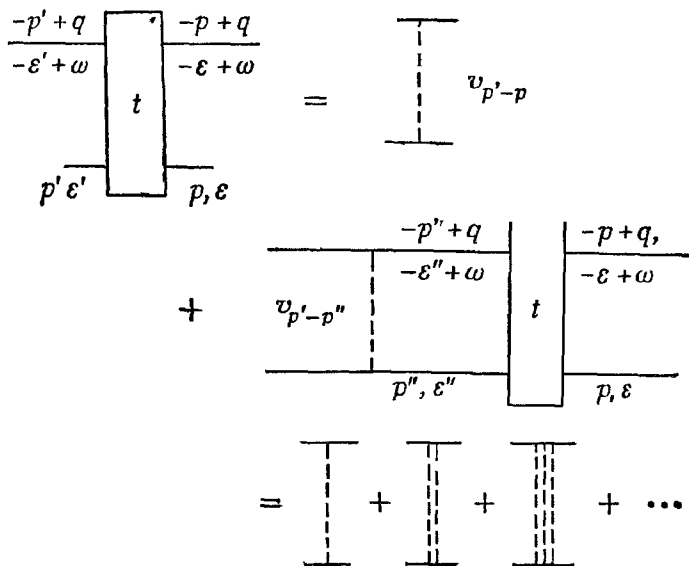 -p' + q -p + q
-ε' + ω -ε + ω
t = v_{p'-p}
p' ε' p, ε
-p'' + q -p + q,
-ε'' + ω -ε + ω
+ v_{p'-p''} t
p'', ε'' p, ε
= + + + ···